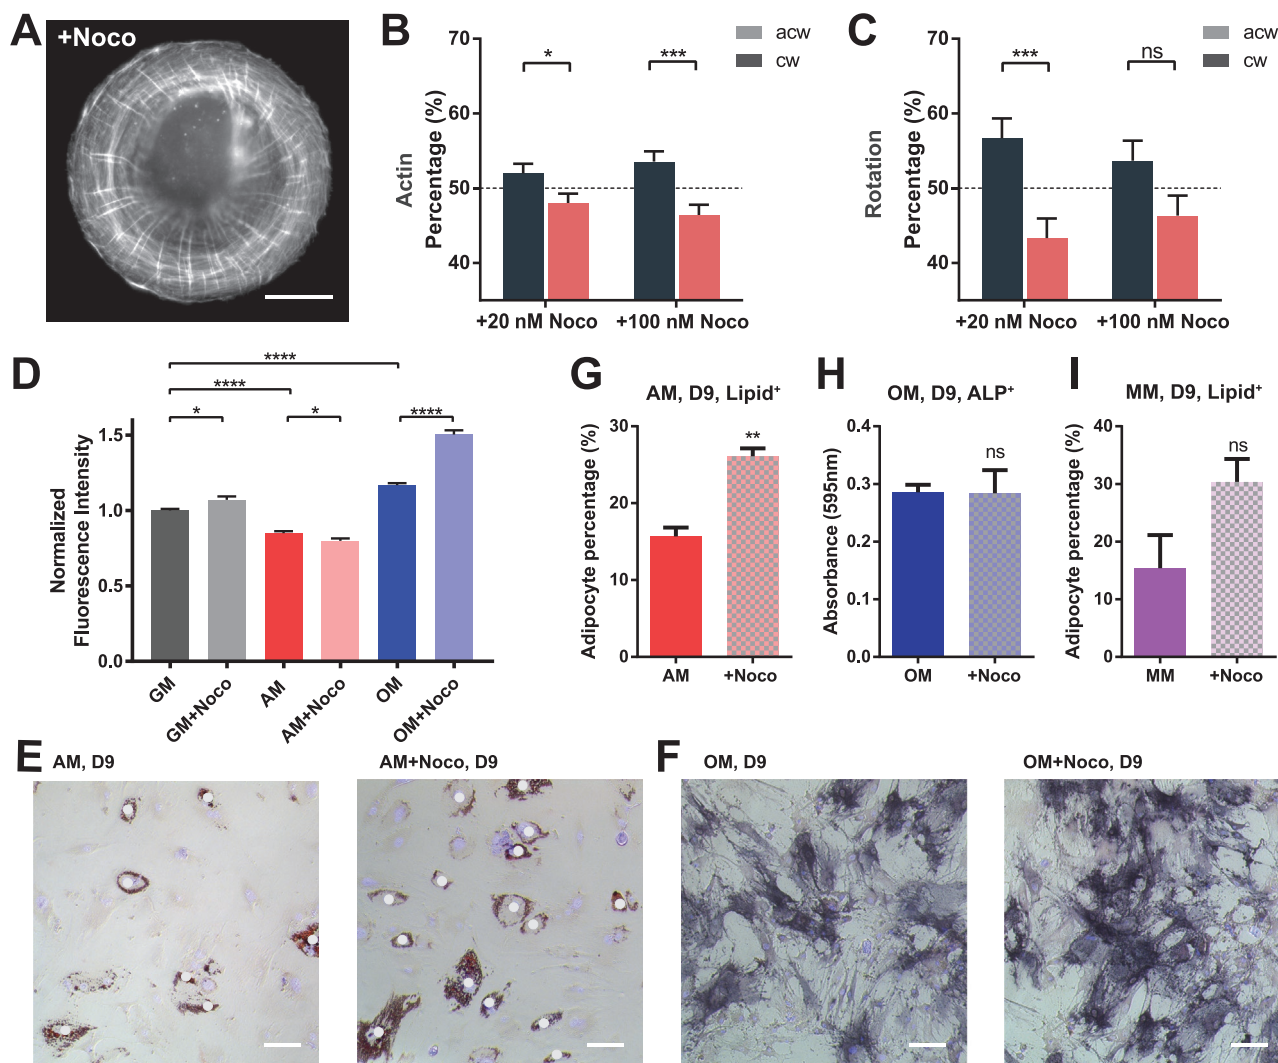 A
+Noco
B
acw
cw
Actin
Percentage (%)
70
60
50
40
*
***
+20 nM Noco
+100 nM Noco
C
acw
cw
Rotation
Percentage (%)
70
60
50
40
***
ns
+20 nM Noco
+100 nM Noco
D
Normalized
Fluorescence Intensity
1.5
1.0
0.5
0.0
****
****
*
*
****
GM
GM+Noco
AM
AM+Noco
OM
OM+Noco
G
AM, D9, Lipid⁺
Adipocyte percentage (%)
30
20
10
0
**
AM
+Noco
H
OM, D9, ALP⁺
Absorbance (595nm)
0.4
0.3
0.2
0.1
0.0
ns
OM
+Noco
I
MM, D9, Lipid⁺
Adipocyte percentage (%)
40
30
20
10
0
ns
MM
+Noco
E
AM, D9
AM+Noco, D9
F
OM, D9
OM+Noco, D9